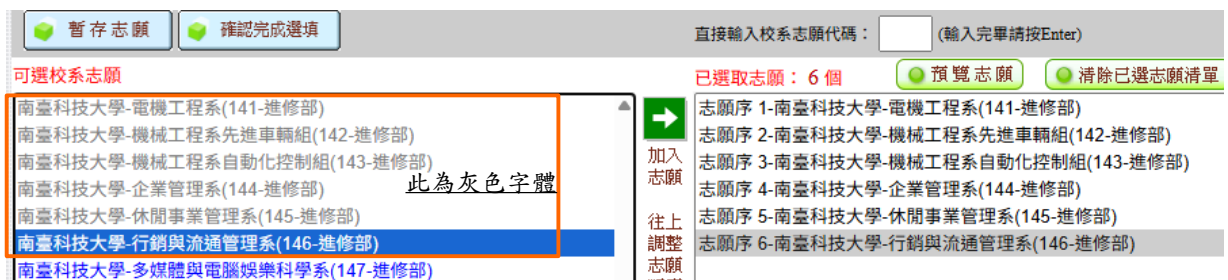 暫存志願 確認完成選填 直接輸入校系志願代碼： (輸入完畢請按Enter)
可選校系志願 已選取志願： 6 個 預覽志願 清除已選志願清單
南臺科技大學-電機工程系(141-進修部)
南臺科技大學-機械工程系先進車輛組(142-進修部)
南臺科技大學-機械工程系自動化控制組(143-進修部)
南臺科技大學-企業管理系(144-進修部)
南臺科技大學-休閒事業管理系(145-進修部)
南臺科技大學-行銷與流通管理系(146-進修部)
南臺科技大學-多媒體與電腦娛樂科學系(147-進修部)
此為灰色字體
加入
志願
往上
調整
志願
志願序 1-南臺科技大學-電機工程系(141-進修部)
志願序 2-南臺科技大學-機械工程系先進車輛組(142-進修部)
志願序 3-南臺科技大學-機械工程系自動化控制組(143-進修部)
志願序 4-南臺科技大學-企業管理系(144-進修部)
志願序 5-南臺科技大學-休閒事業管理系(145-進修部)
志願序 6-南臺科技大學-行銷與流通管理系(146-進修部)